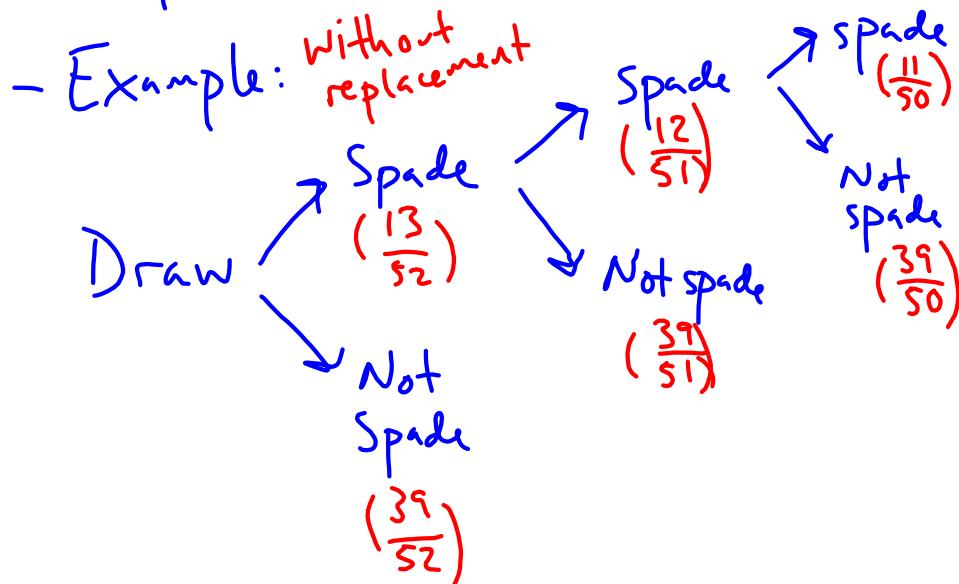 - Example: without
replacement
Draw
Spade
(13/52)
Not
Spade
(39/52)
Spade
(12/51)
Not spade
(39/51)
spade
(11/50)
Not
spade
(39/50)